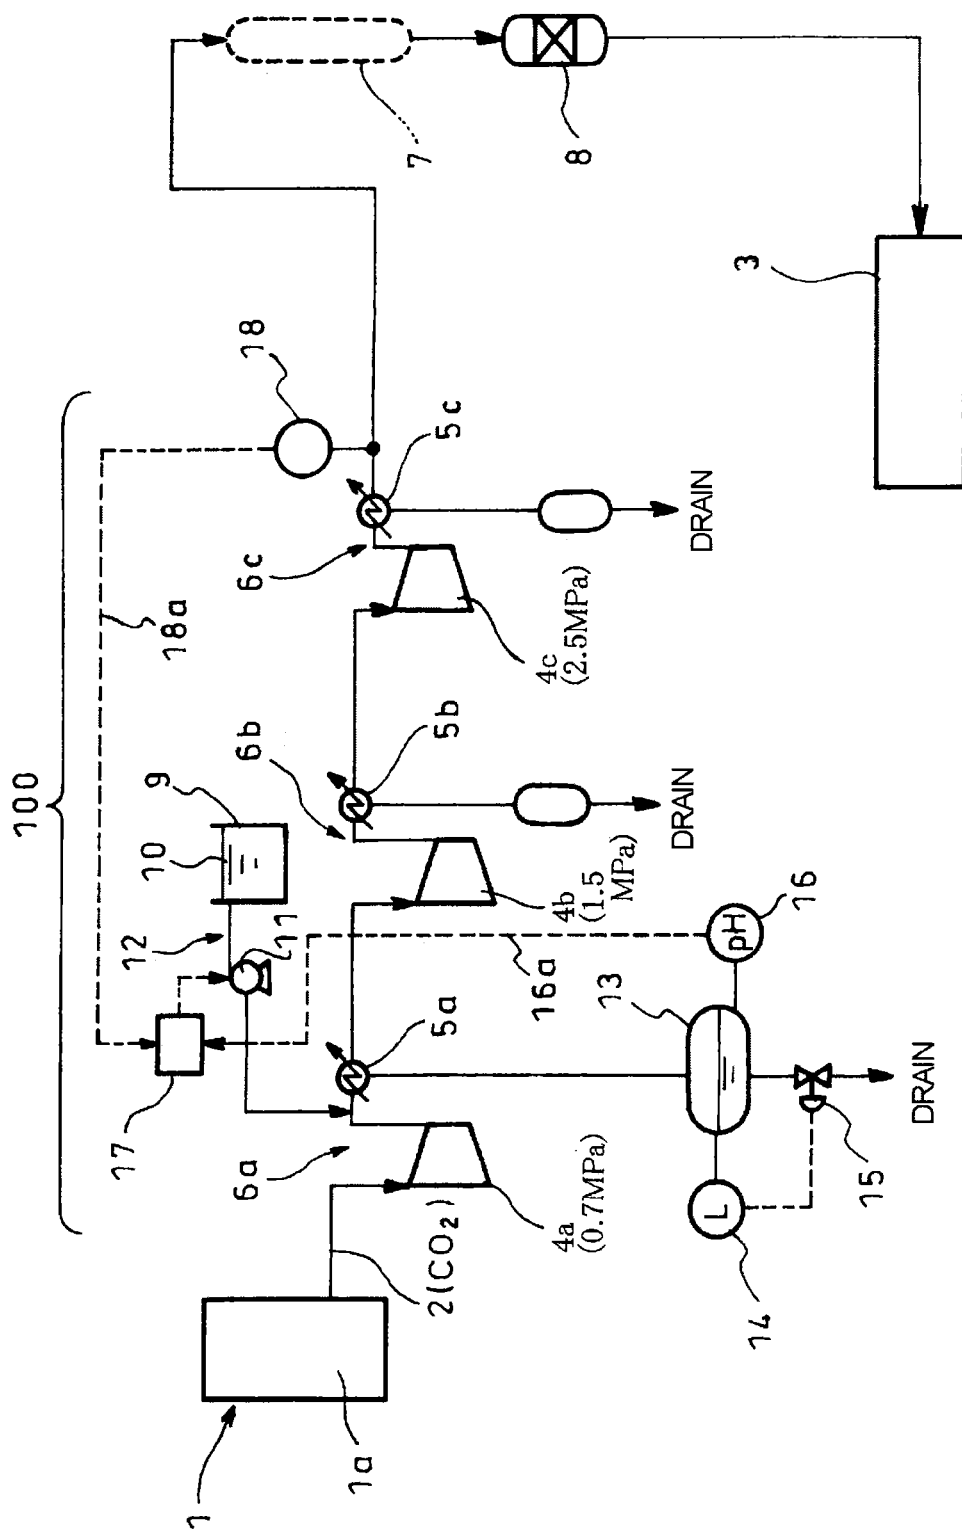 100
18a
18
12
10
9
11
17
6a
5a
6b
5b
6c
5c
7
8
3
1
1a
2(CO₂)
4a
(0.7MPa)
4b
(1.5
MPa)
4c
(2.5MPa)
16a
13
pH
16
L
14
15
DRAIN
DRAIN
DRAIN